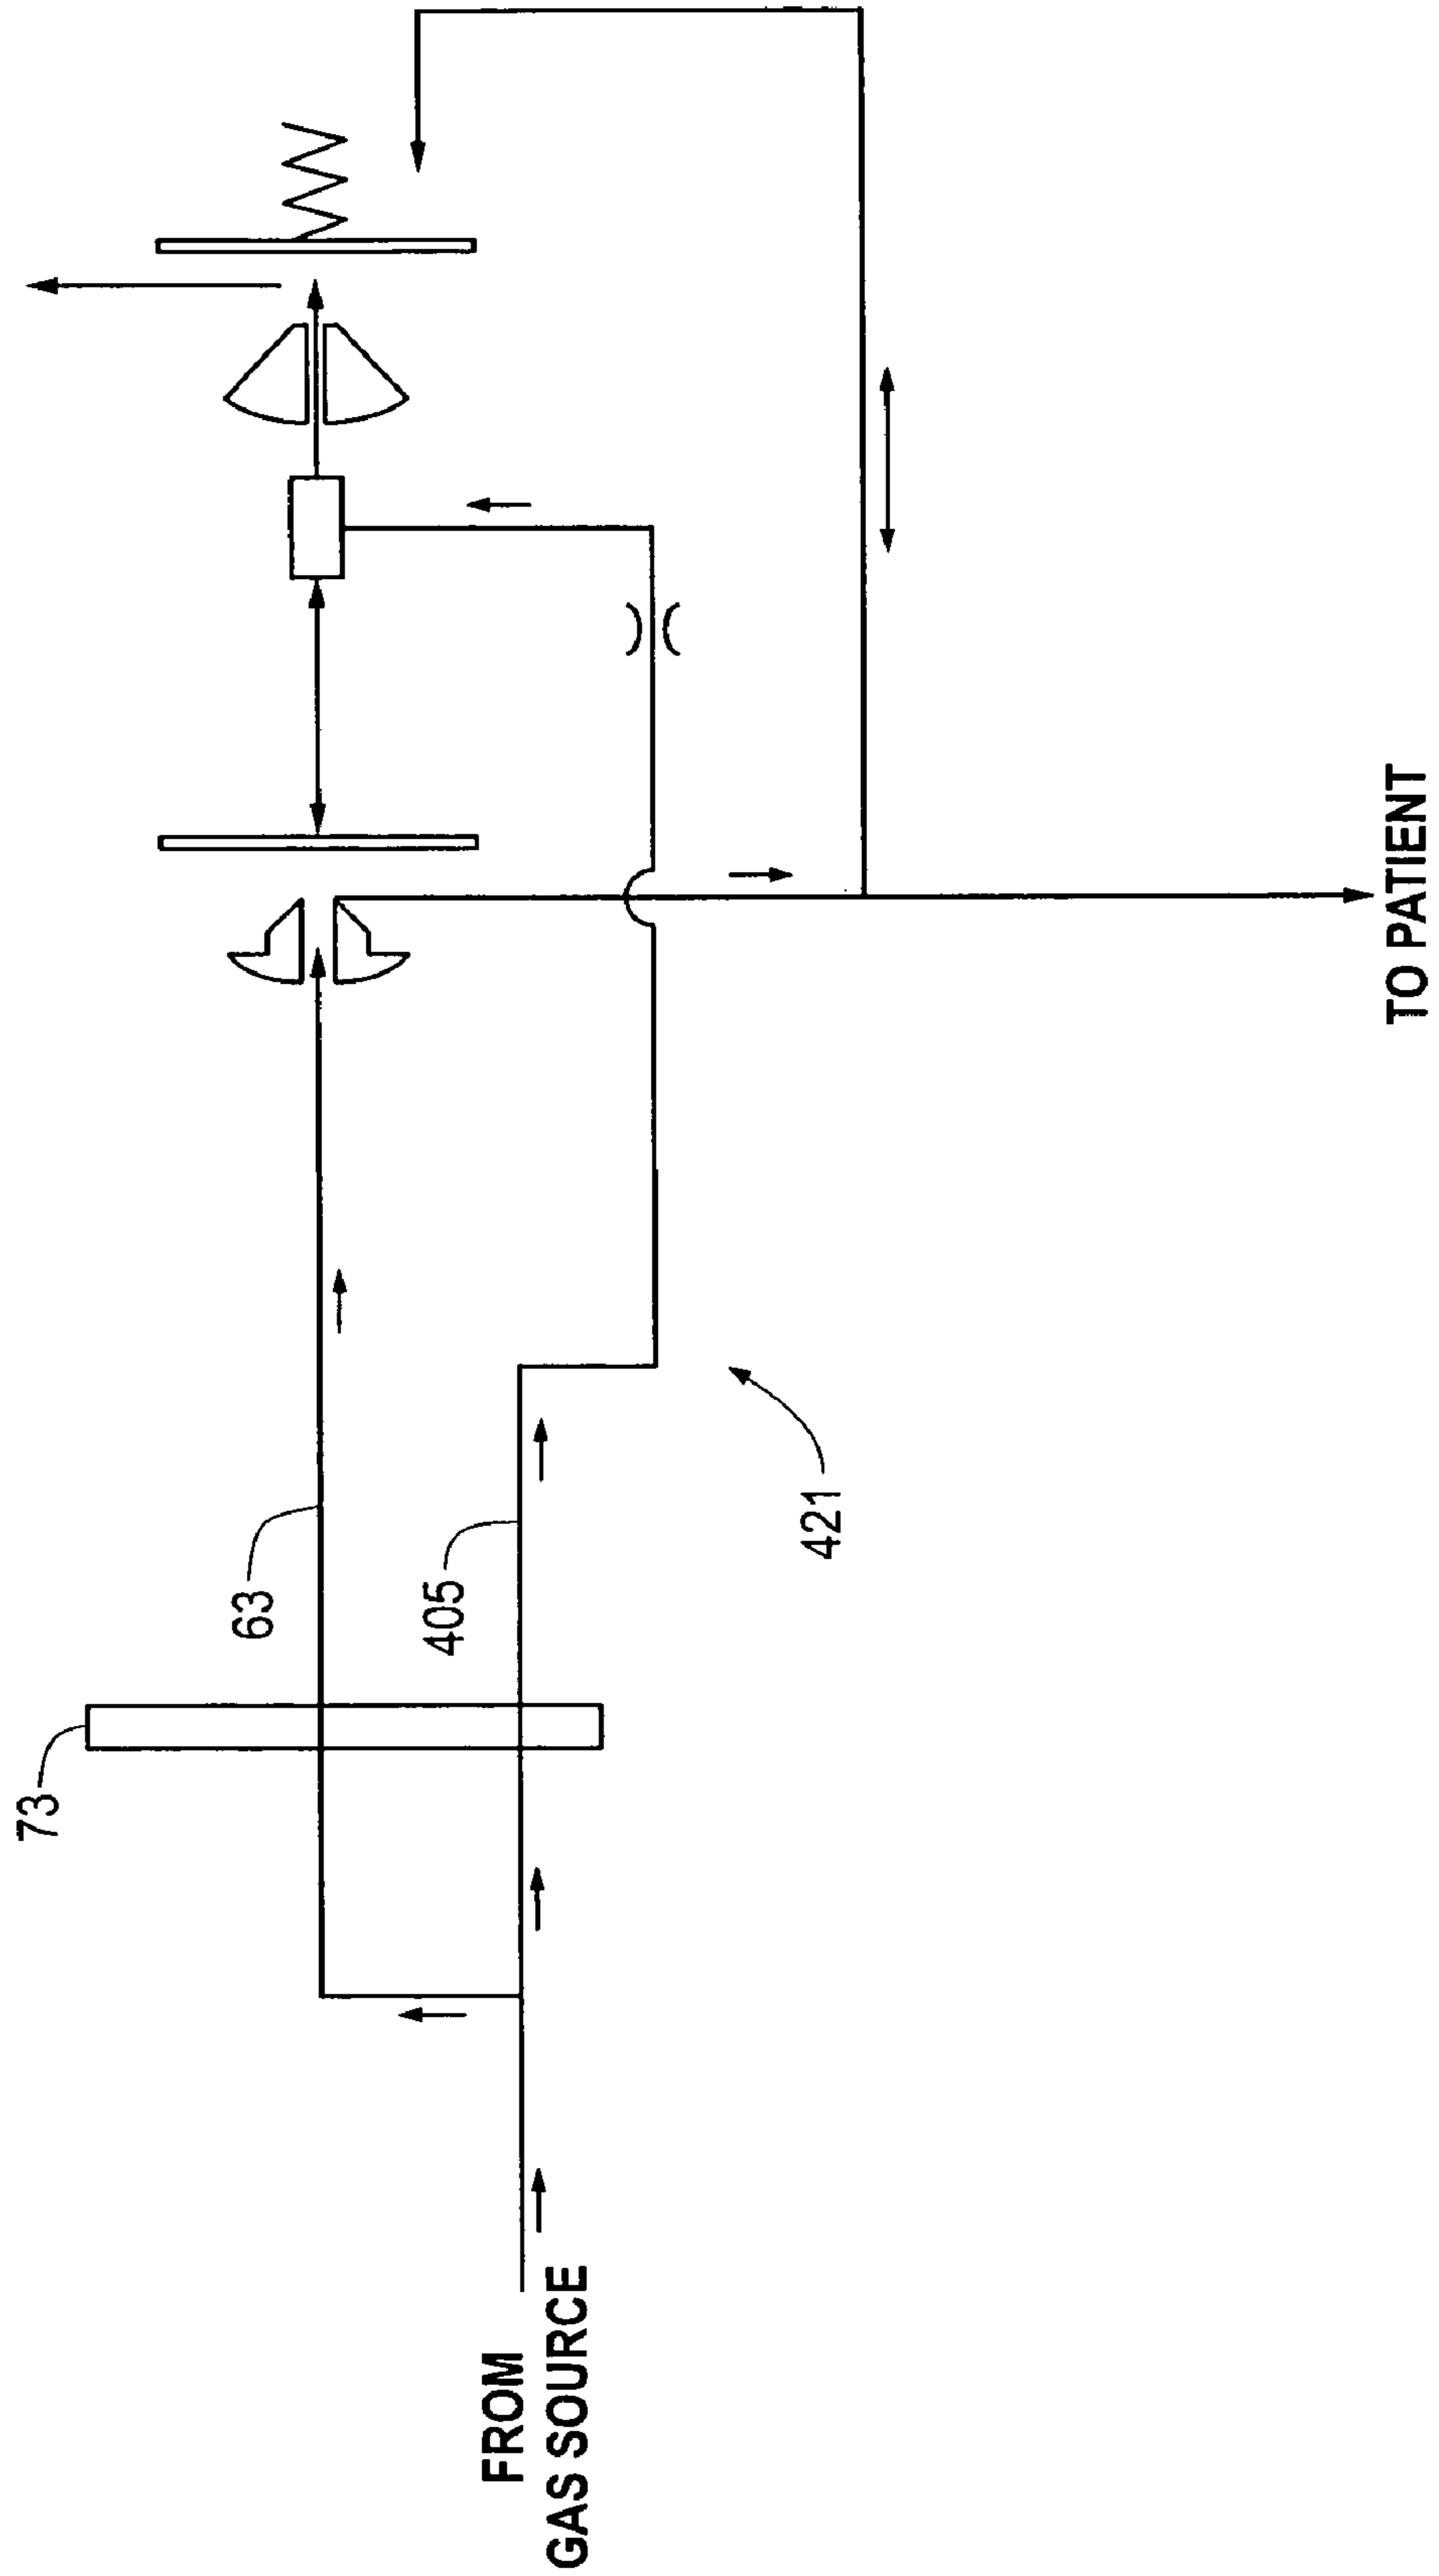 73
63
405
421
FROM
GAS SOURCE
TO PATIENT